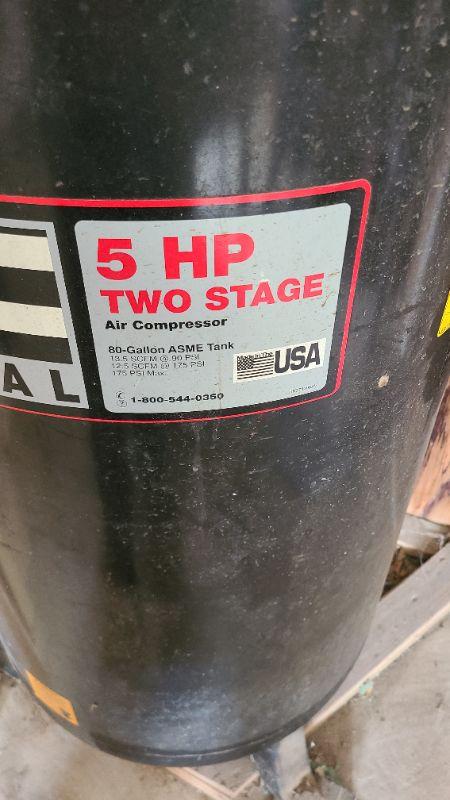 5 HP
TWO STAGE
Air Compressor
80-Gallon ASME Tank
13.5 SCFM @ 90 PSI
12.5 SCFM @ 175 PSI
175 PSI Max.
USA
1-800-544-0350
AL